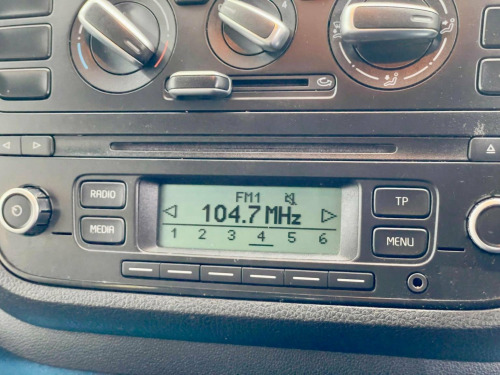 RADIO
MEDIA
FM1
104.7 MHz
1 2 3 4 5 6
TP
MENU